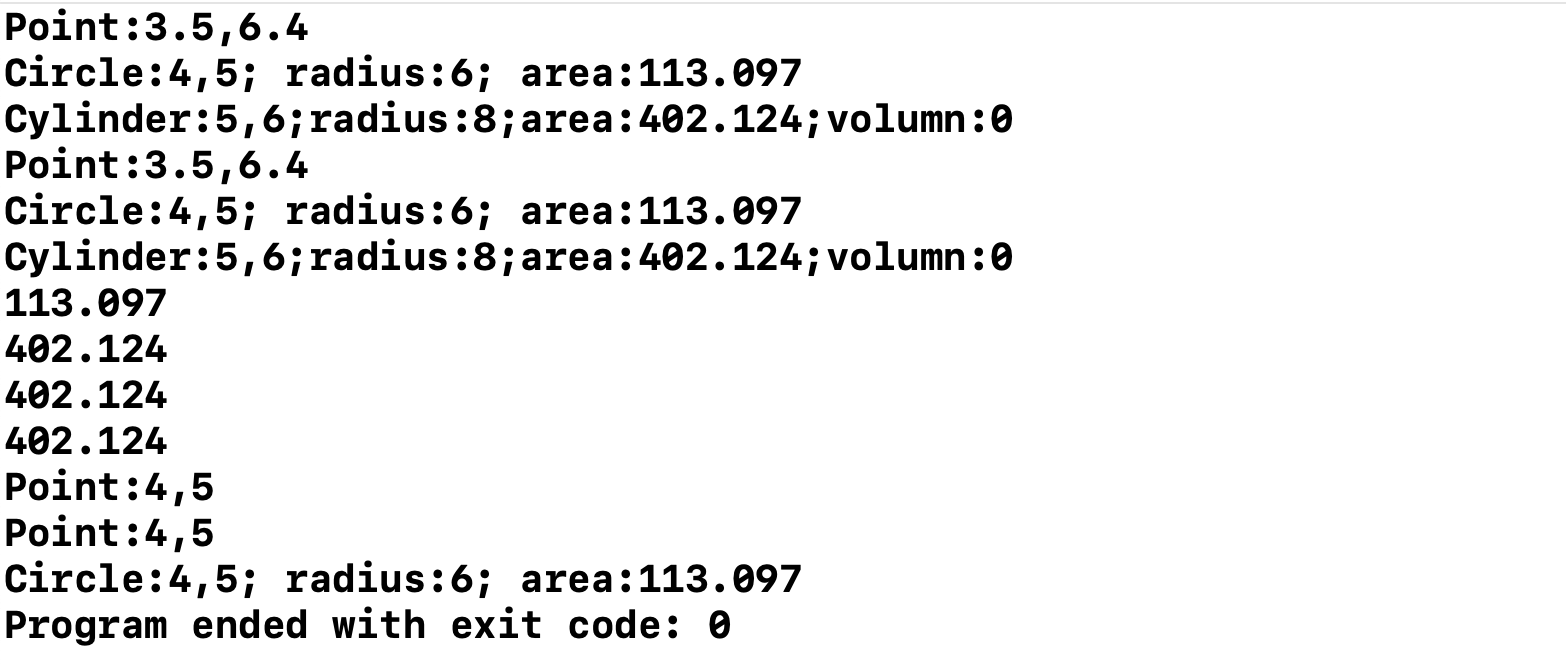 Point:3.5,6.4
Circle:4,5; radius:6; area:113.097
Cylinder:5,6;radius:8;area:402.124;volumn:0
Point:3.5,6.4
Circle:4,5; radius:6; area:113.097
Cylinder:5,6;radius:8;area:402.124;volumn:0
113.097
402.124
402.124
402.124
Point:4,5
Point:4,5
Circle:4,5; radius:6; area:113.097
Program ended with exit code: 0